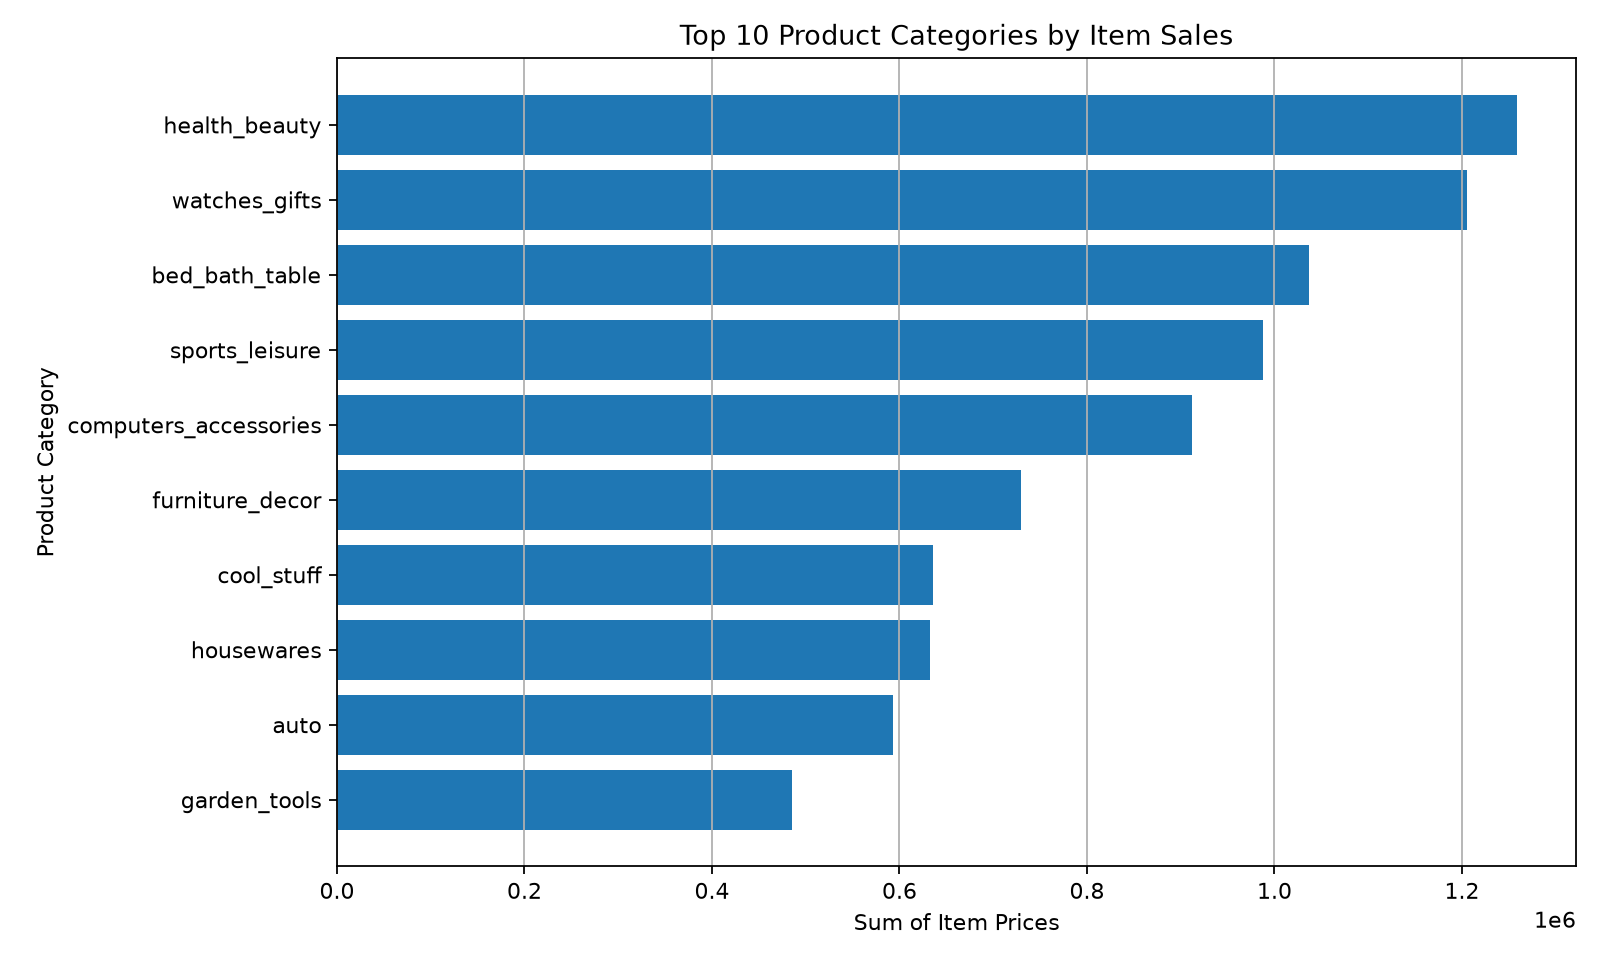 Top 10 Product Categories by Item Sales
Product Category
health_beauty
watches_gifts
bed_bath_table
sports_leisure
computers_accessories
furniture_decor
cool_stuff
housewares
auto
garden_tools
0.0 0.2 0.4 0.6 0.8 1.0 1.2
Sum of Item Prices
1e6